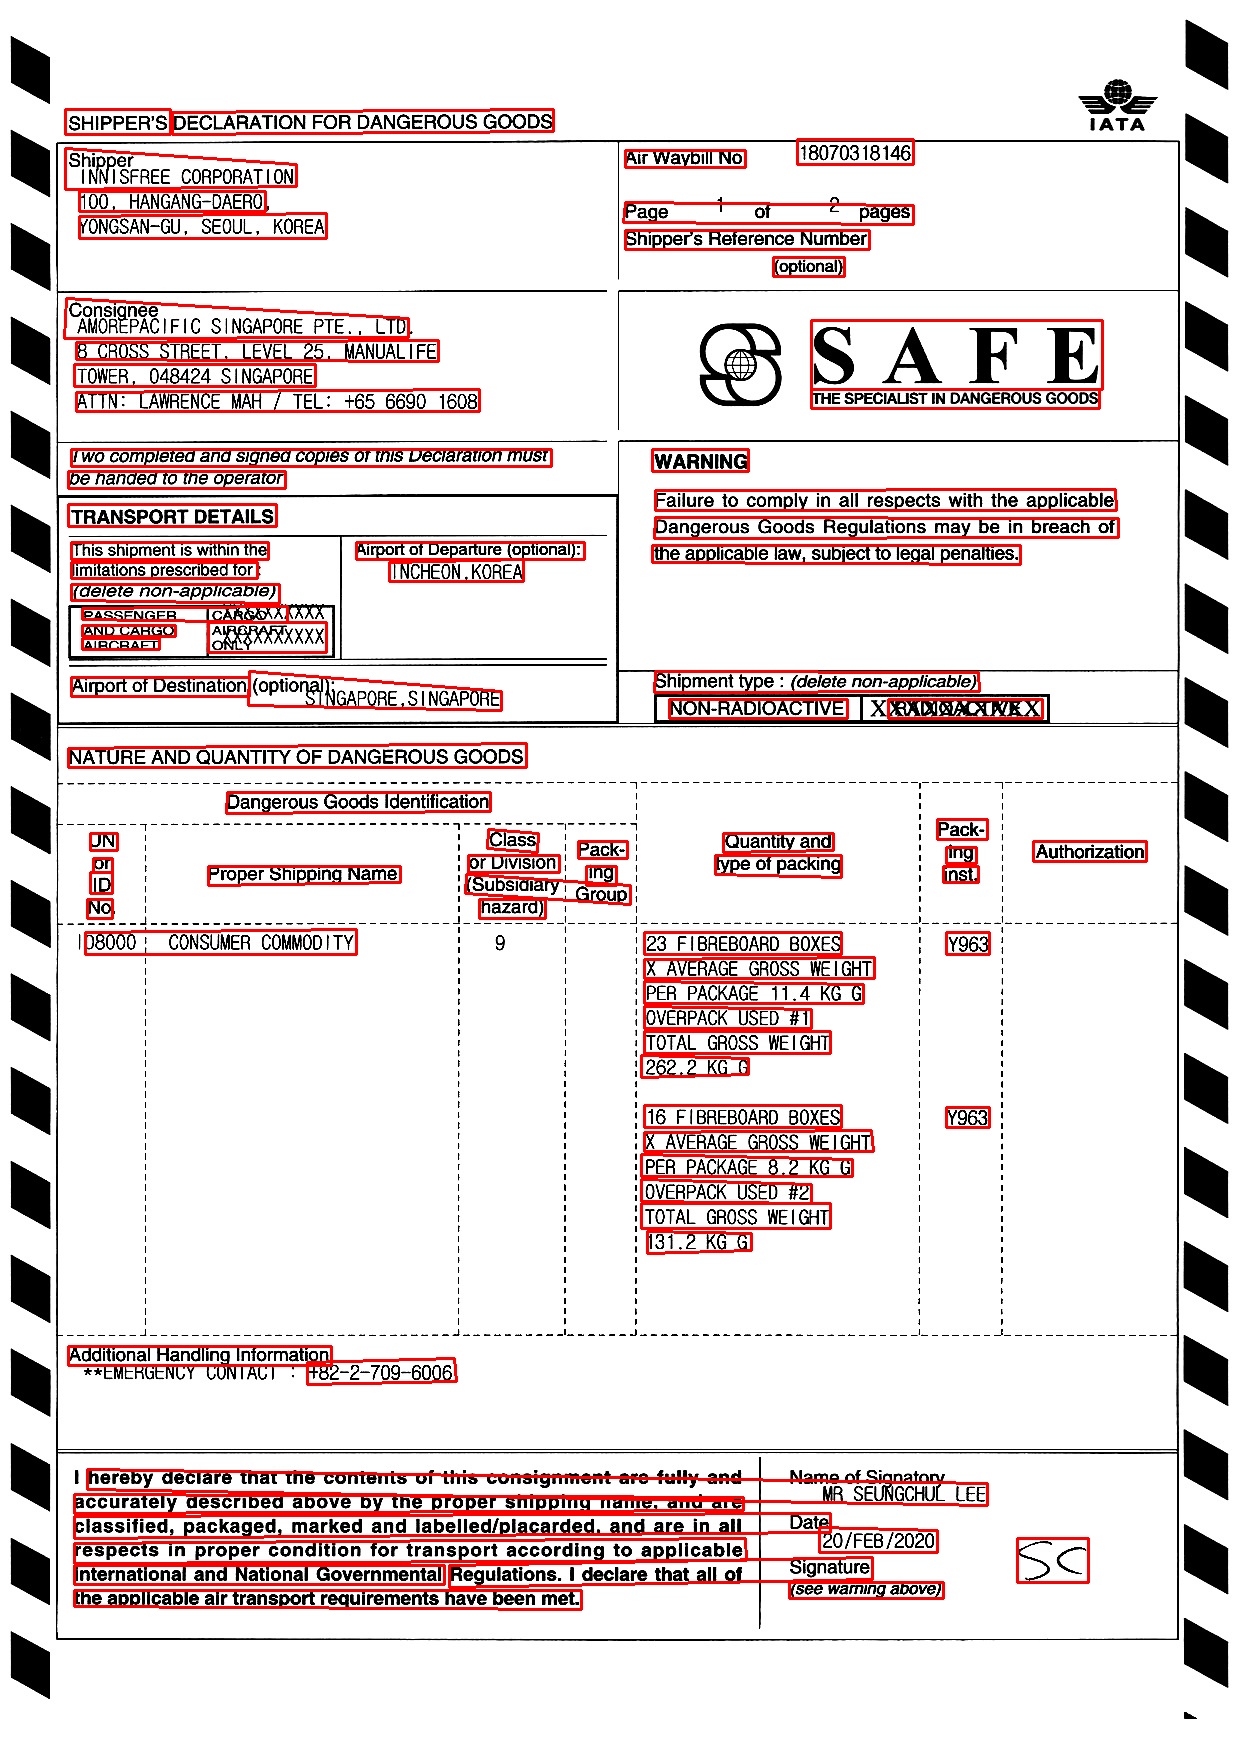 SHIPPER'S DECLARATION FOR DANGEROUS GOODS
IATA
Shipper
INNISFREE CORPORATION
100, HANGANG-DAERO,
YONGSAN-GU, SEOUL, KOREA
Air Waybill No 18070318146
Page 1 of 2 pages
Shipper's Reference Number
(optional)
Consignee
AMOREPACIFIC SINGAPORE PTE., LTD.
8 CROSS STREET, LEVEL 25, MANUALIFE
TOWER, 048424 SINGAPORE
ATTN: LAWRENCE MAH / TEL: +65 6690 1608
SAFE
THE SPECIALIST IN DANGEROUS GOODS
Two completed and signed copies of this Declaration must
be handed to the operator
WARNING
Failure to comply in all respects with the applicable
Dangerous Goods Regulations may be in breach of
the applicable law, subject to legal penalties.
TRANSPORT DETAILS
This shipment is within the
limitations prescribed for:
(delete non-applicable)
PASSENGER
AND CARGO
AIRCRAFT
CARGO
AIRCRAFT
ONLY
Airport of Departure (optional):
INCHEON,KOREA
Airport of Destination (optional):
SINGAPORE,SINGAPORE
Shipment type : (delete non-applicable)
NON-RADIOACTIVE
RADIOACTIVE
NATURE AND QUANTITY OF DANGEROUS GOODS
Dangerous Goods Identification
UN
or
ID
No.
Proper Shipping Name
Class
or Division
(Subsidiary
hazard)
Pack-
ing
Group
Quantity and
type of packing
Pack-
ing
inst.
Authorization
ID8000 CONSUMER COMMODITY 9 23 FIBREBOARD BOXES Y963
X AVERAGE GROSS WEIGHT
PER PACKAGE 11.4 KG G
OVERPACK USED #1
TOTAL GROSS WEIGHT
262.2 KG G
16 FIBREBOARD BOXES Y963
X AVERAGE GROSS WEIGHT
PER PACKAGE 8.2 KG G
OVERPACK USED #2
TOTAL GROSS WEIGHT
131.2 KG G
Additional Handling Information
**EMERGENCY CONTACT : +82-2-709-6006
I hereby declare that the contents of this consignment are fully and
accurately described above by the proper shipping name, and are
classified, packaged, marked and labelled/placarded, and are in all
respects in proper condition for transport according to applicable
International and National Governmental Regulations. I declare that all of
the applicable air transport requirements have been met.
Name of Signatory
MR SEUNGCHUL LEE
Date
20/FEB/2020
Signature
(see warning above)
SC